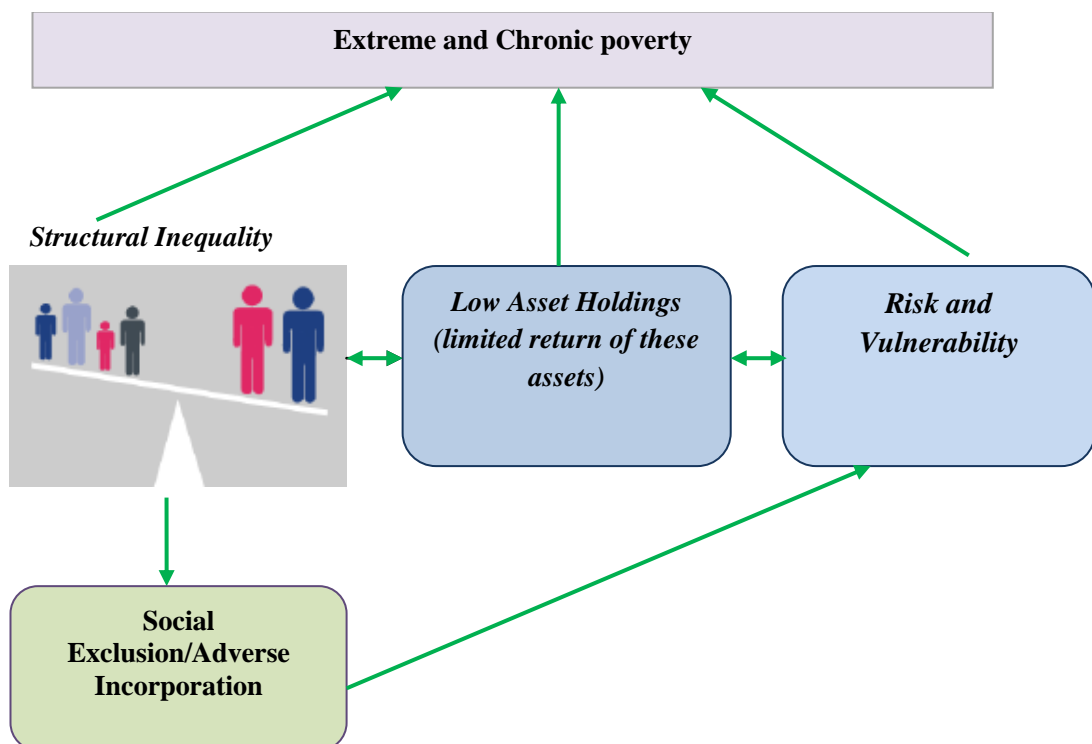 Extreme and Chronic poverty
Structural Inequality
Low Asset Holdings
(limited return of these
assets)
Risk and
Vulnerability
Social
Exclusion/Adverse
Incorporation